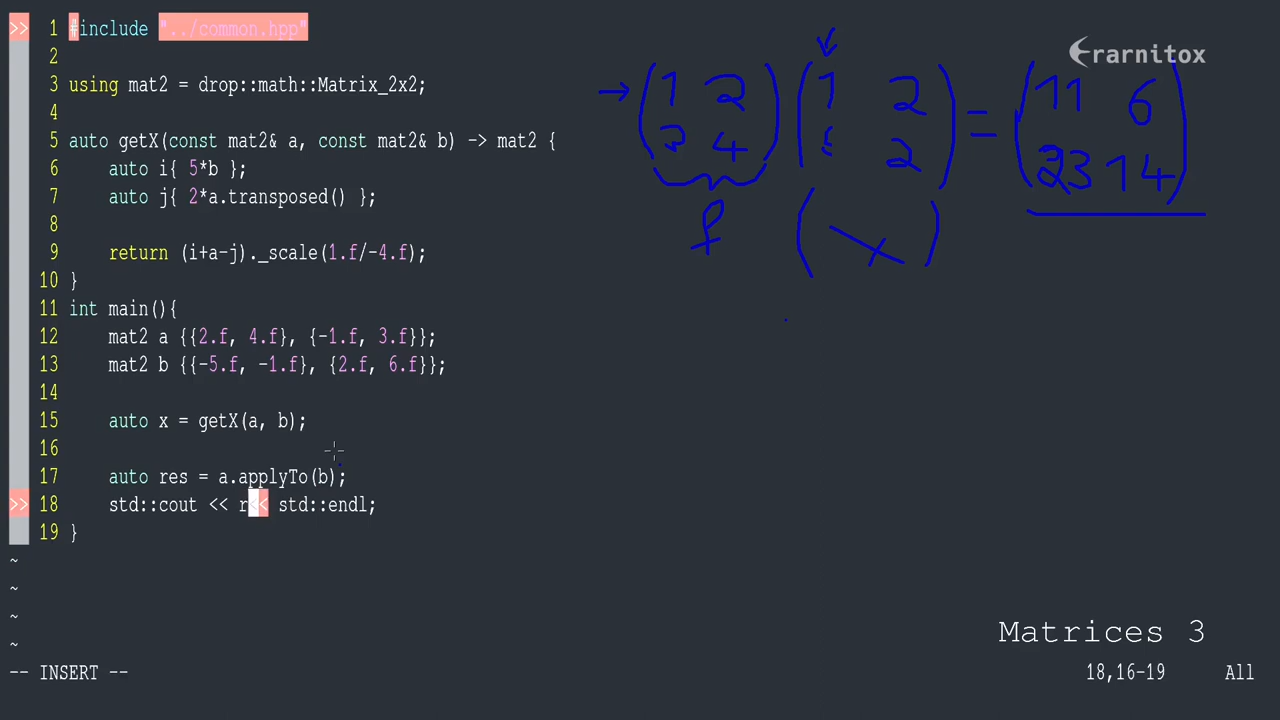 >> 1 #include "../common.hpp"
2
3 using mat2 = drop::math::Matrix_2x2;
4
5 auto getX(const mat2& a, const mat2& b) -> mat2 {
6 auto i{ 5*b };
7 auto j{ 2*a.transposed() };
8
9 return (i+a-j)._scale(1.f/-4.f);
10 }
11 int main(){
12 mat2 a {{2.f, 4.f}, {-1.f, 3.f}};
13 mat2 b {{-5.f, -1.f}, {2.f, 6.f}};
14
15 auto x = getX(a, b);
16
17 auto res = a.applyTo(b);
>> 18 std::cout << r<< std::endl;
19 }
~
~
~
~
-- INSERT --
18,16-19 All
rarnitox
→ (1 2) (1 2) = (11 6)
4 2 23 14
Matrices 3